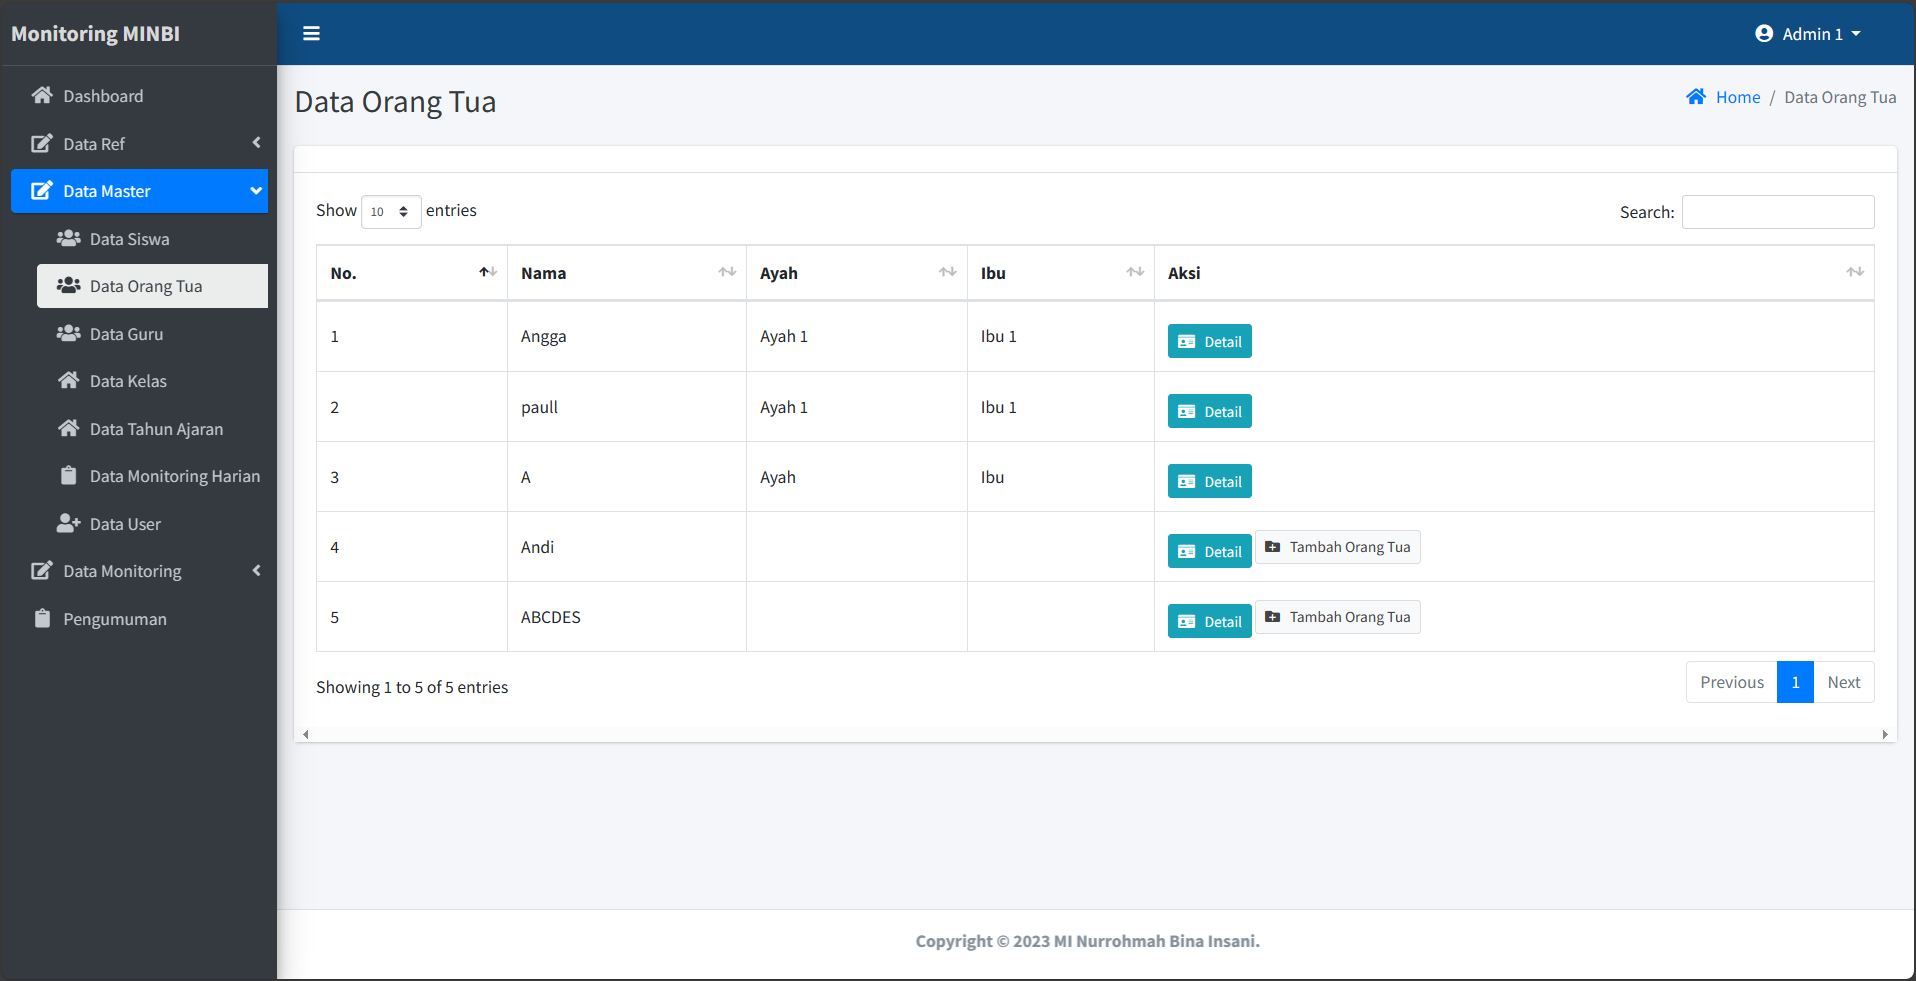 Monitoring MINBI
Admin 1
Dashboard
Data Ref
Data Master
Data Siswa
Data Orang Tua
Data Guru
Data Kelas
Data Tahun Ajaran
Data Monitoring Harian
Data User
Data Monitoring
Pengumuman
Data Orang Tua
Home / Data Orang Tua
Show 10 entries
Search:
No. Nama Ayah Ibu Aksi
1 Angga Ayah 1 Ibu 1 Detail
2 paull Ayah 1 Ibu 1 Detail
3 A Ayah Ibu Detail
4 Andi Detail Tambah Orang Tua
5 ABCDES Detail Tambah Orang Tua
Showing 1 to 5 of 5 entries
Previous 1 Next
Copyright © 2023 MI Nurrohmah Bina Insani.